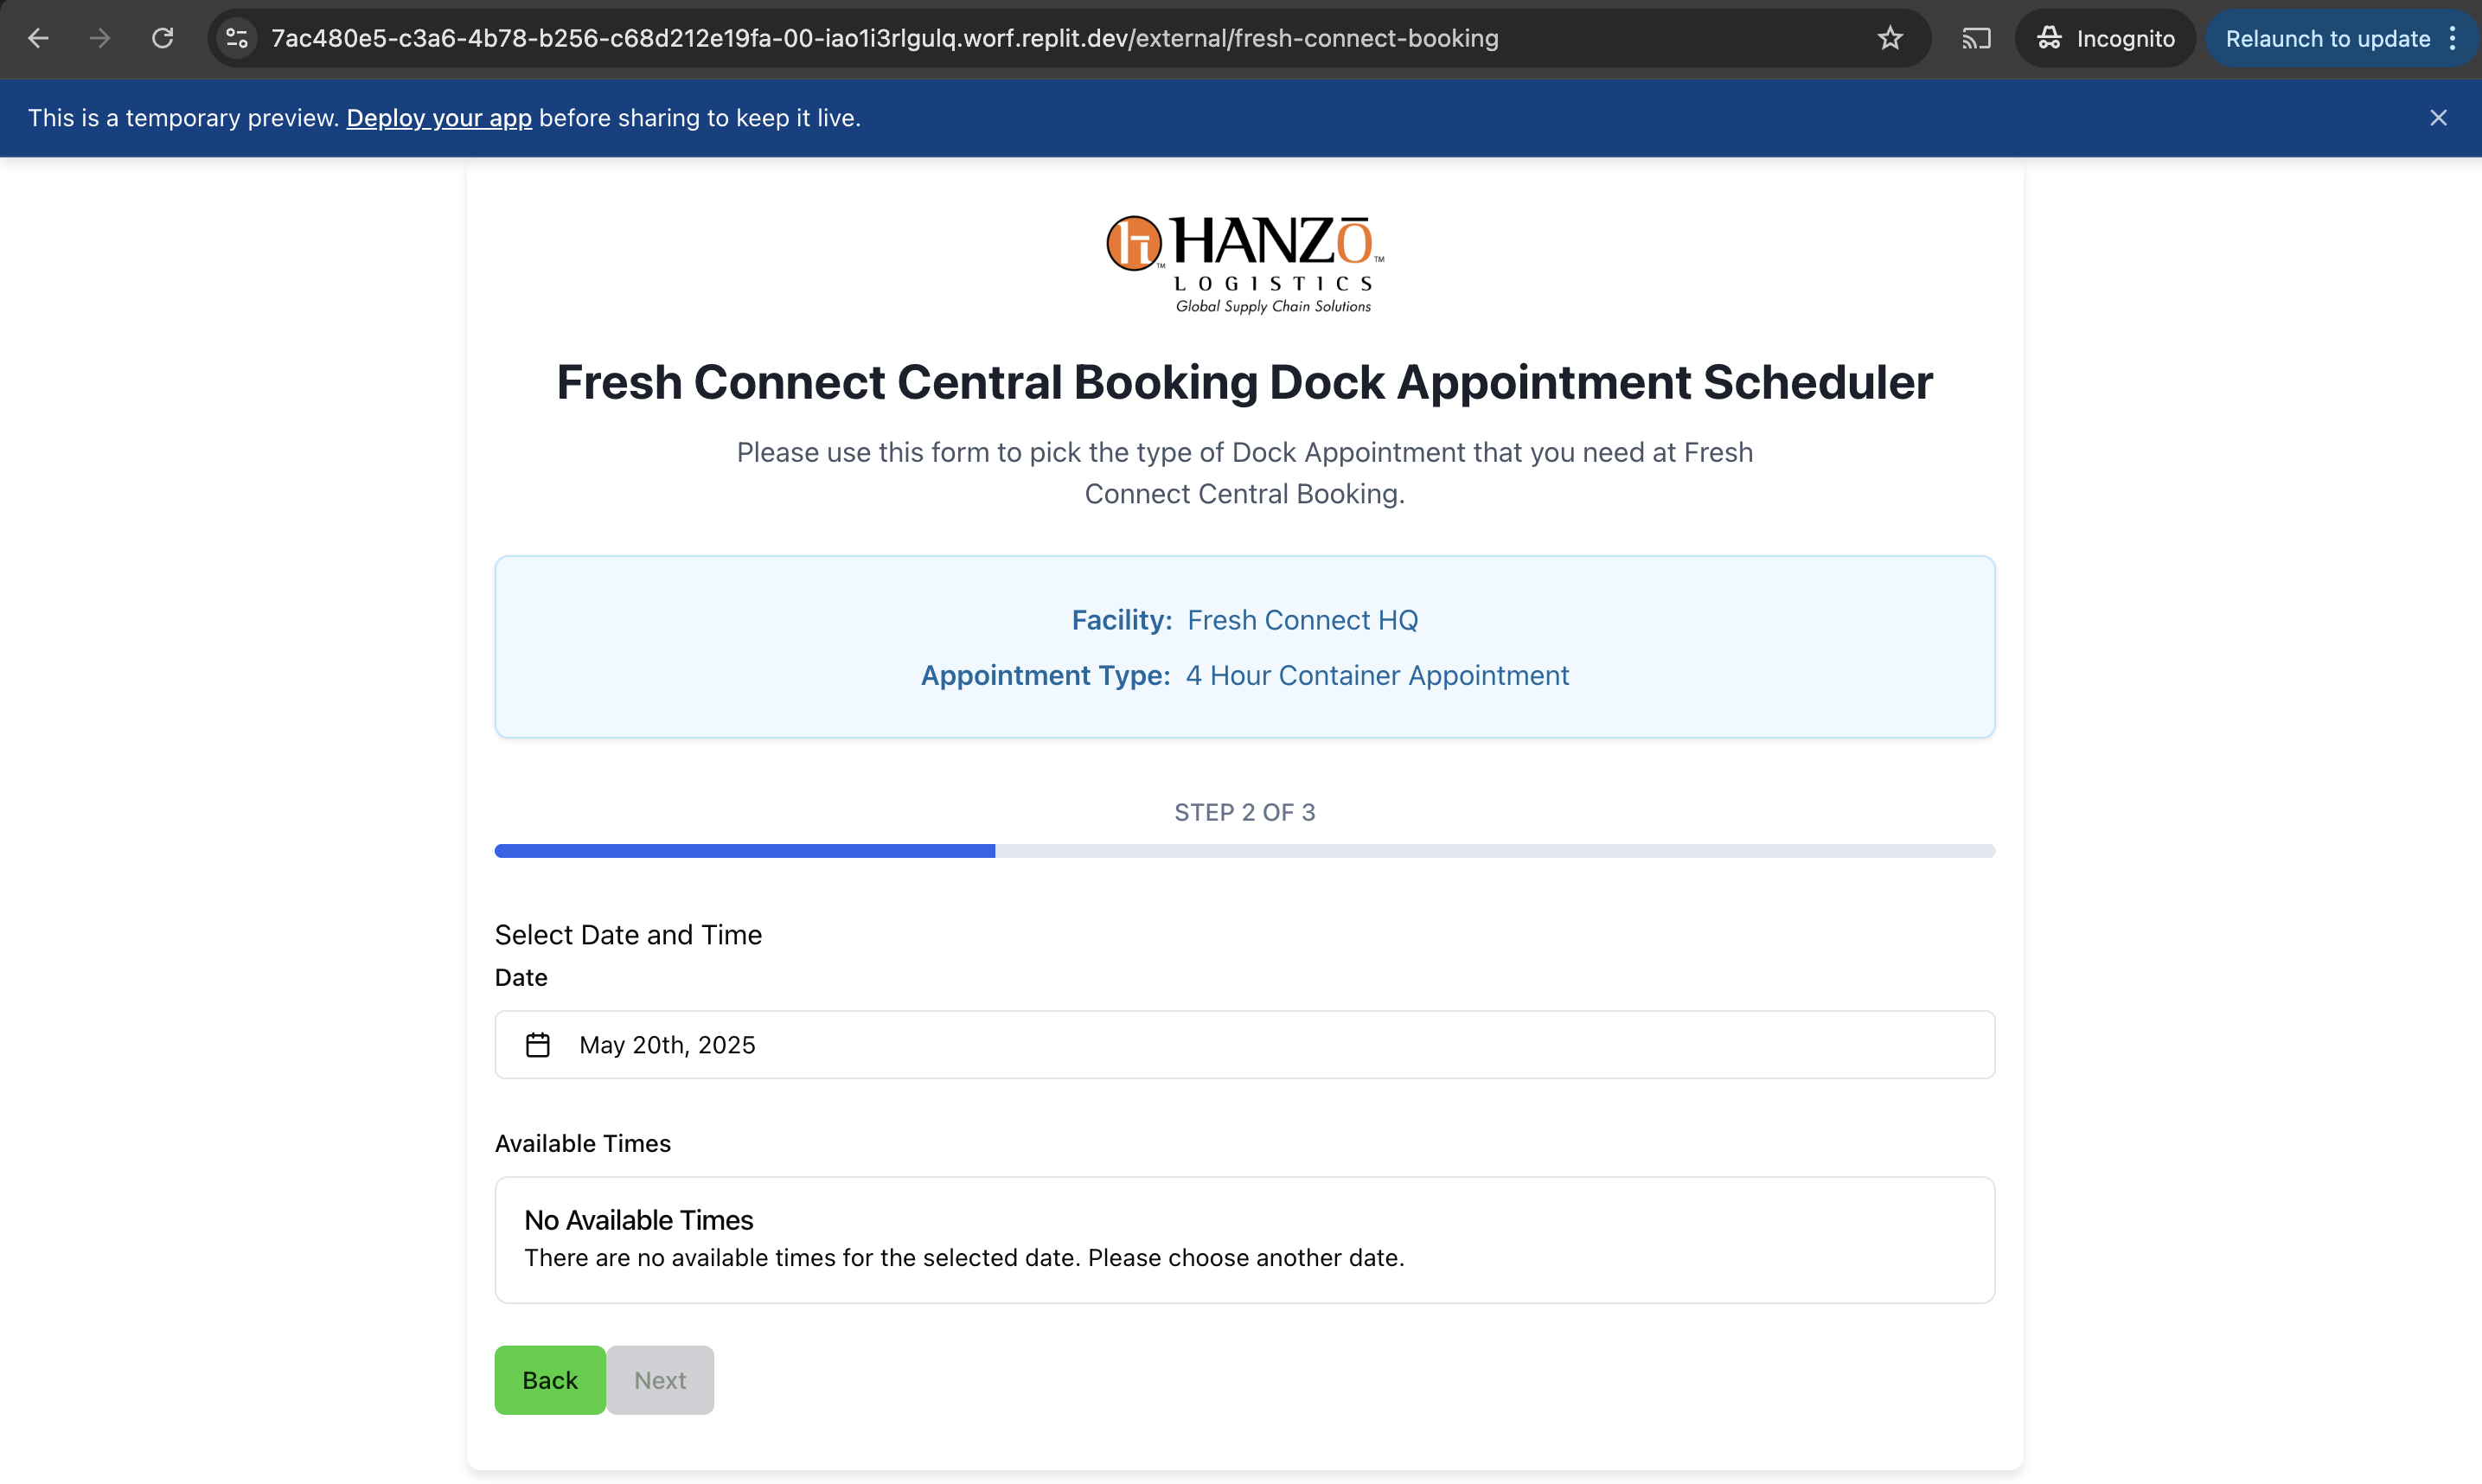 7ac480e5-c3a6-4b78-b256-c68d212e19fa-00-iao1i3rlgulq.worf.replit.dev/external/fresh-connect-booking
Incognito
Relaunch to update
This is a temporary preview. Deploy your app before sharing to keep it live.
HANZŌ™
LOGISTICS
Global Supply Chain Solutions
Fresh Connect Central Booking Dock Appointment Scheduler
Please use this form to pick the type of Dock Appointment that you need at Fresh
Connect Central Booking.
Facility: Fresh Connect HQ
Appointment Type: 4 Hour Container Appointment
STEP 2 OF 3
Select Date and Time
Date
May 20th, 2025
Available Times
No Available Times
There are no available times for the selected date. Please choose another date.
Back Next